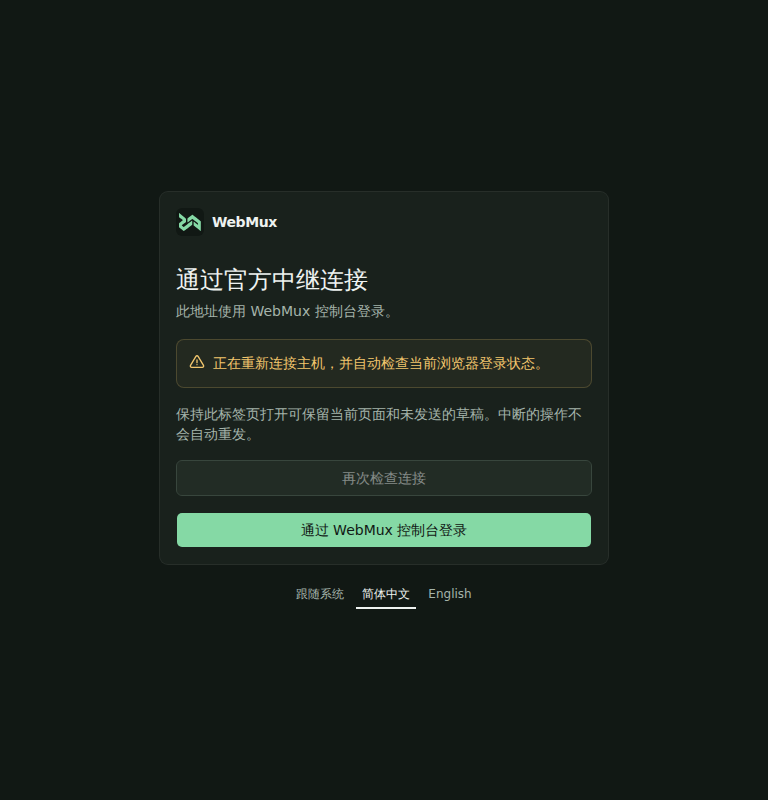 WebMux
通过官方中继连接
此地址使用 WebMux 控制台登录。
正在重新连接主机，并自动检查当前浏览器登录状态。
保持此标签页打开可保留当前页面和未发送的草稿。中断的操作不
会自动重发。
再次检查连接
通过 WebMux 控制台登录
跟随系统 简体中文 English